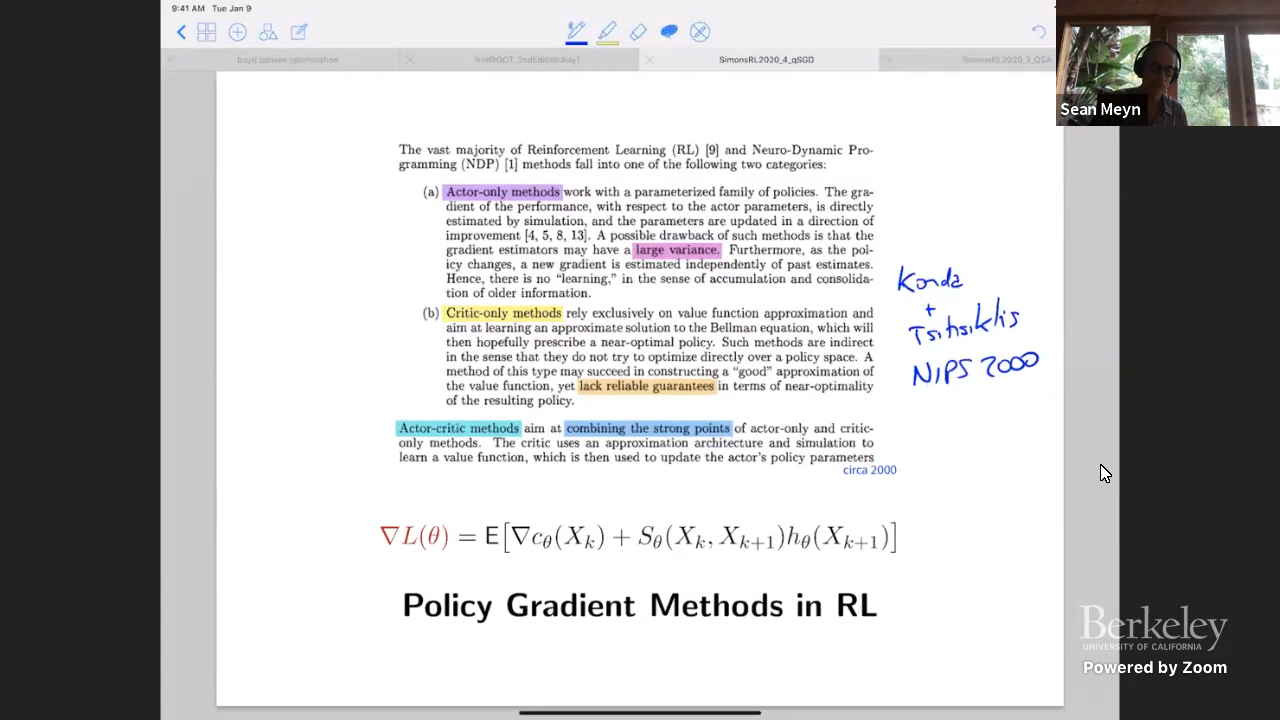 9:41 AM Tue Jan 9
boyd convex optimization
SimonsRL2020_4_qSGD
SimonsRL2020_3_QSA
Sean Meyn
The vast majority of Reinforcement Learning (RL) [9] and Neuro-Dynamic Pro-
gramming (NDP) [1] methods fall into one of the following two categories:
(a) Actor-only methods work with a parameterized family of policies. The gra-
dient of the performance, with respect to the actor parameters, is directly
estimated by simulation, and the parameters are updated in a direction of
improvement [4, 5, 8, 13]. A possible drawback of such methods is that the
gradient estimators may have a large variance. Furthermore, as the pol-
icy changes, a new gradient is estimated independently of past estimates.
Hence, there is no “learning,” in the sense of accumulation and consolida-
tion of older information.
(b) Critic-only methods rely exclusively on value function approximation and
aim at learning an approximate solution to the Bellman equation, which will
then hopefully prescribe a near-optimal policy. Such methods are indirect
in the sense that they do not try to optimize directly over a policy space. A
method of this type may succeed in constructing a “good” approximation of
the value function, yet lack reliable guarantees in terms of near-optimality
of the resulting policy.
Konda
+
Tsitsiklis
NIPS 2000
Actor-critic methods aim at combining the strong points of actor-only and critic-
only methods. The critic uses an approximation architecture and simulation to
learn a value function, which is then used to update the actor’s policy parameters
circa 2000
∇L(θ) = E[∇c_θ(X_k) + S_θ(X_k, X_{k+1})h_θ(X_{k+1})]
Policy Gradient Methods in RL
Berkeley
UNIVERSITY OF CALIFORNIA
Powered by Zoom